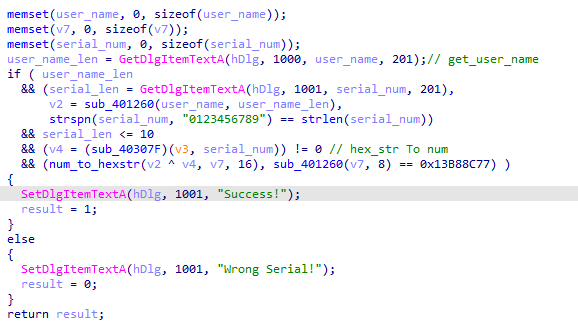 memset(user_name, 0, sizeof(user_name));
memset(v7, 0, sizeof(v7));
memset(serial_num, 0, sizeof(serial_num));
user_name_len = GetDlgItemTextA(hDlg, 1000, user_name, 201);// get_user_name
if ( user_name_len
&& (serial_len = GetDlgItemTextA(hDlg, 1001, serial_num, 201),
v2 = sub_401260(user_name, user_name_len),
strspn(serial_num, "0123456789") == strlen(serial_num))
&& serial_len <= 10
&& (v4 = (sub_40307F)(v3, serial_num)) != 0 // hex_str To num
&& (num_to_hexstr(v2 ^ v4, v7, 16), sub_401260(v7, 8) == 0x13B88C77) )
{
SetDlgItemTextA(hDlg, 1001, "Success!");
result = 1;
}
else
{
SetDlgItemTextA(hDlg, 1001, "Wrong Serial!");
result = 0;
}
return result;